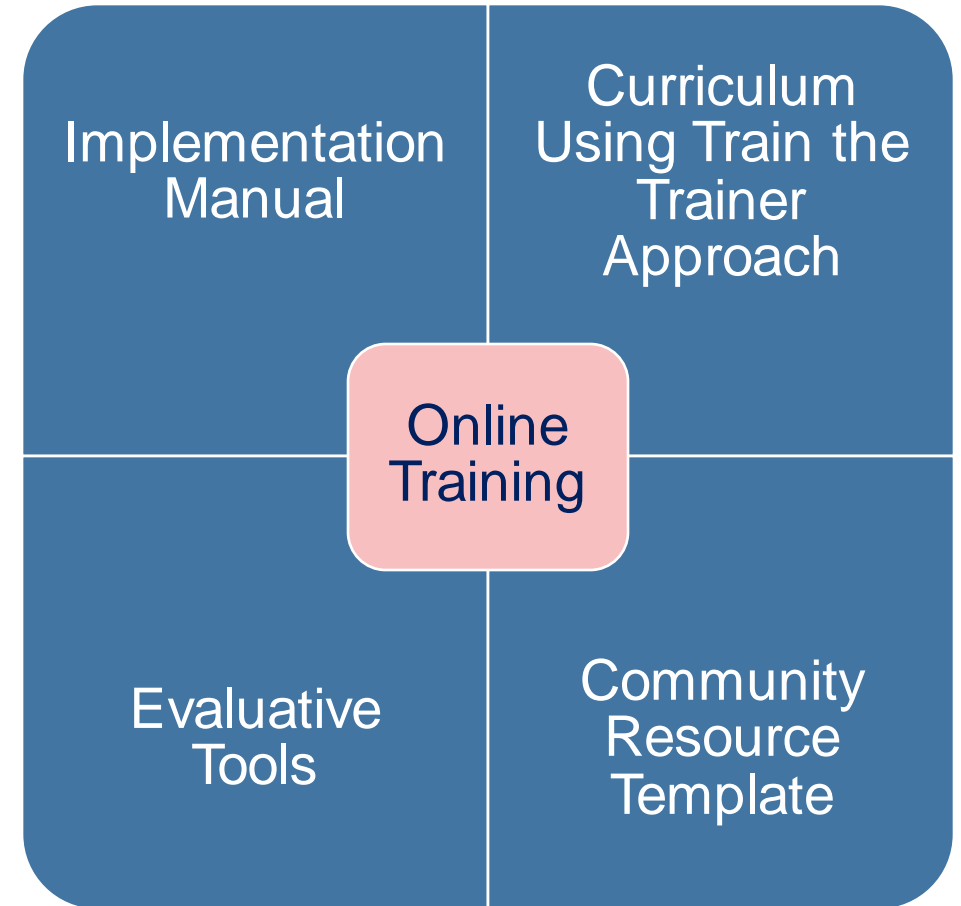 Implementation
Manual
Curriculum
Using Train the
Trainer
Approach
Online
Training
Evaluative
Tools
Community
Resource
Template